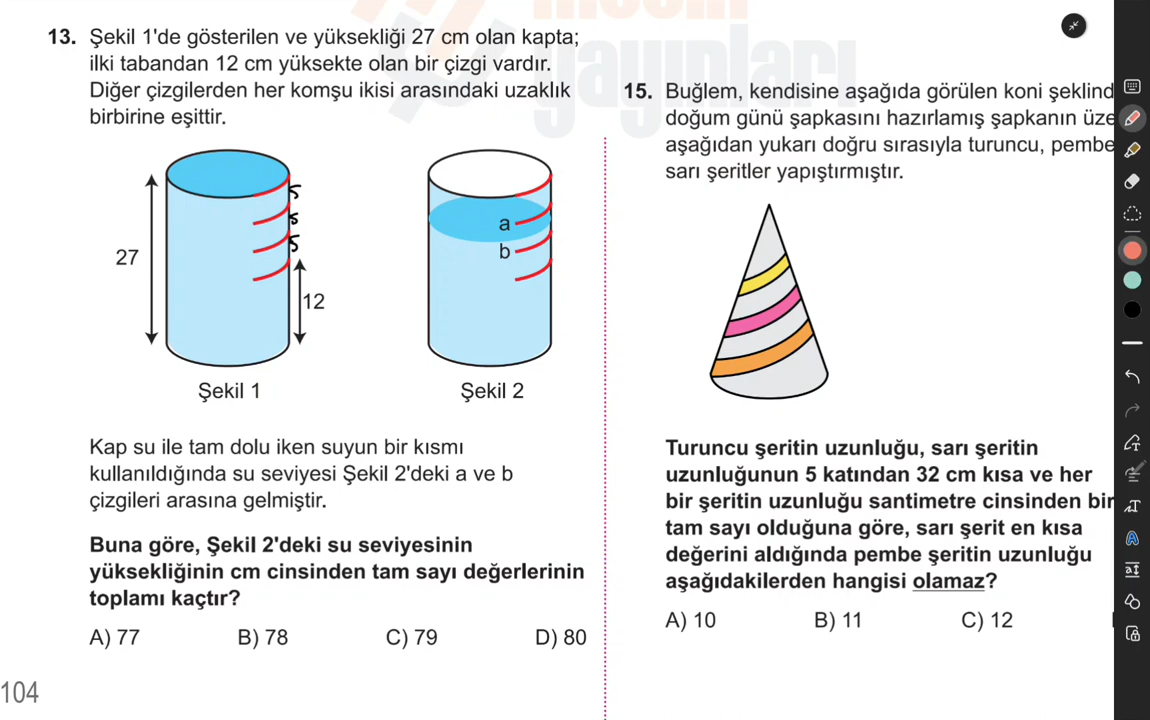 13. Şekil 1'de gösterilen ve yüksekliği 27 cm olan kapta;
ilki tabandan 12 cm yüksekte olan bir çizgi vardır.
Diğer çizgilerden her komşu ikisi arasındaki uzaklık
birbirine eşittir.
27
5
5
5
12
Şekil 1
a
b
Şekil 2
Kap su ile tam dolu iken suyun bir kısmı
kullanıldığında su seviyesi Şekil 2'deki a ve b
çizgileri arasına gelmiştir.
Buna göre, Şekil 2'deki su seviyesinin
yüksekliğinin cm cinsinden tam sayı değerlerinin
toplamı kaçtır?
A) 77 B) 78 C) 79 D) 80
104
yayınları
15. Buğlem, kendisine aşağıda görülen koni şeklind
doğum günü şapkasını hazırlamış şapkanın üze
aşağıdan yukarı doğru sırasıyla turuncu, pembe
sarı şeritler yapıştırmıştır.
Turuncu şeritin uzunluğu, sarı şeritin
uzunluğunun 5 katından 32 cm kısa ve her
bir şeritin uzunluğu santimetre cinsinden bir
tam sayı olduğuna göre, sarı şerit en kısa
değerini aldığında pembe şeritin uzunluğu
aşağıdakilerden hangisi olamaz?
A) 10 B) 11 C) 12